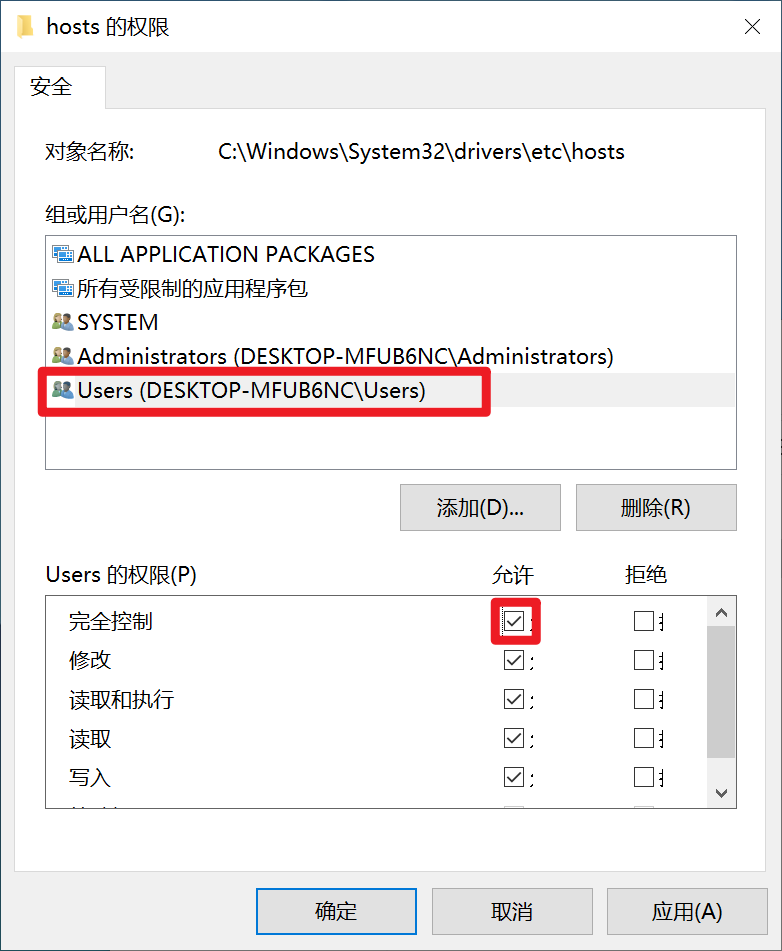 hosts 的权限
安全
对象名称: C:\Windows\System32\drivers\etc\hosts
组或用户名(G):
ALL APPLICATION PACKAGES
所有受限制的应用程序包
SYSTEM
Administrators (DESKTOP-MFUB6NC\Administrators)
Users (DESKTOP-MFUB6NC\Users)
添加(D)... 删除(R)
Users 的权限(P) 允许 拒绝
完全控制
修改
读取和执行
读取
写入
确定 取消 应用(A)